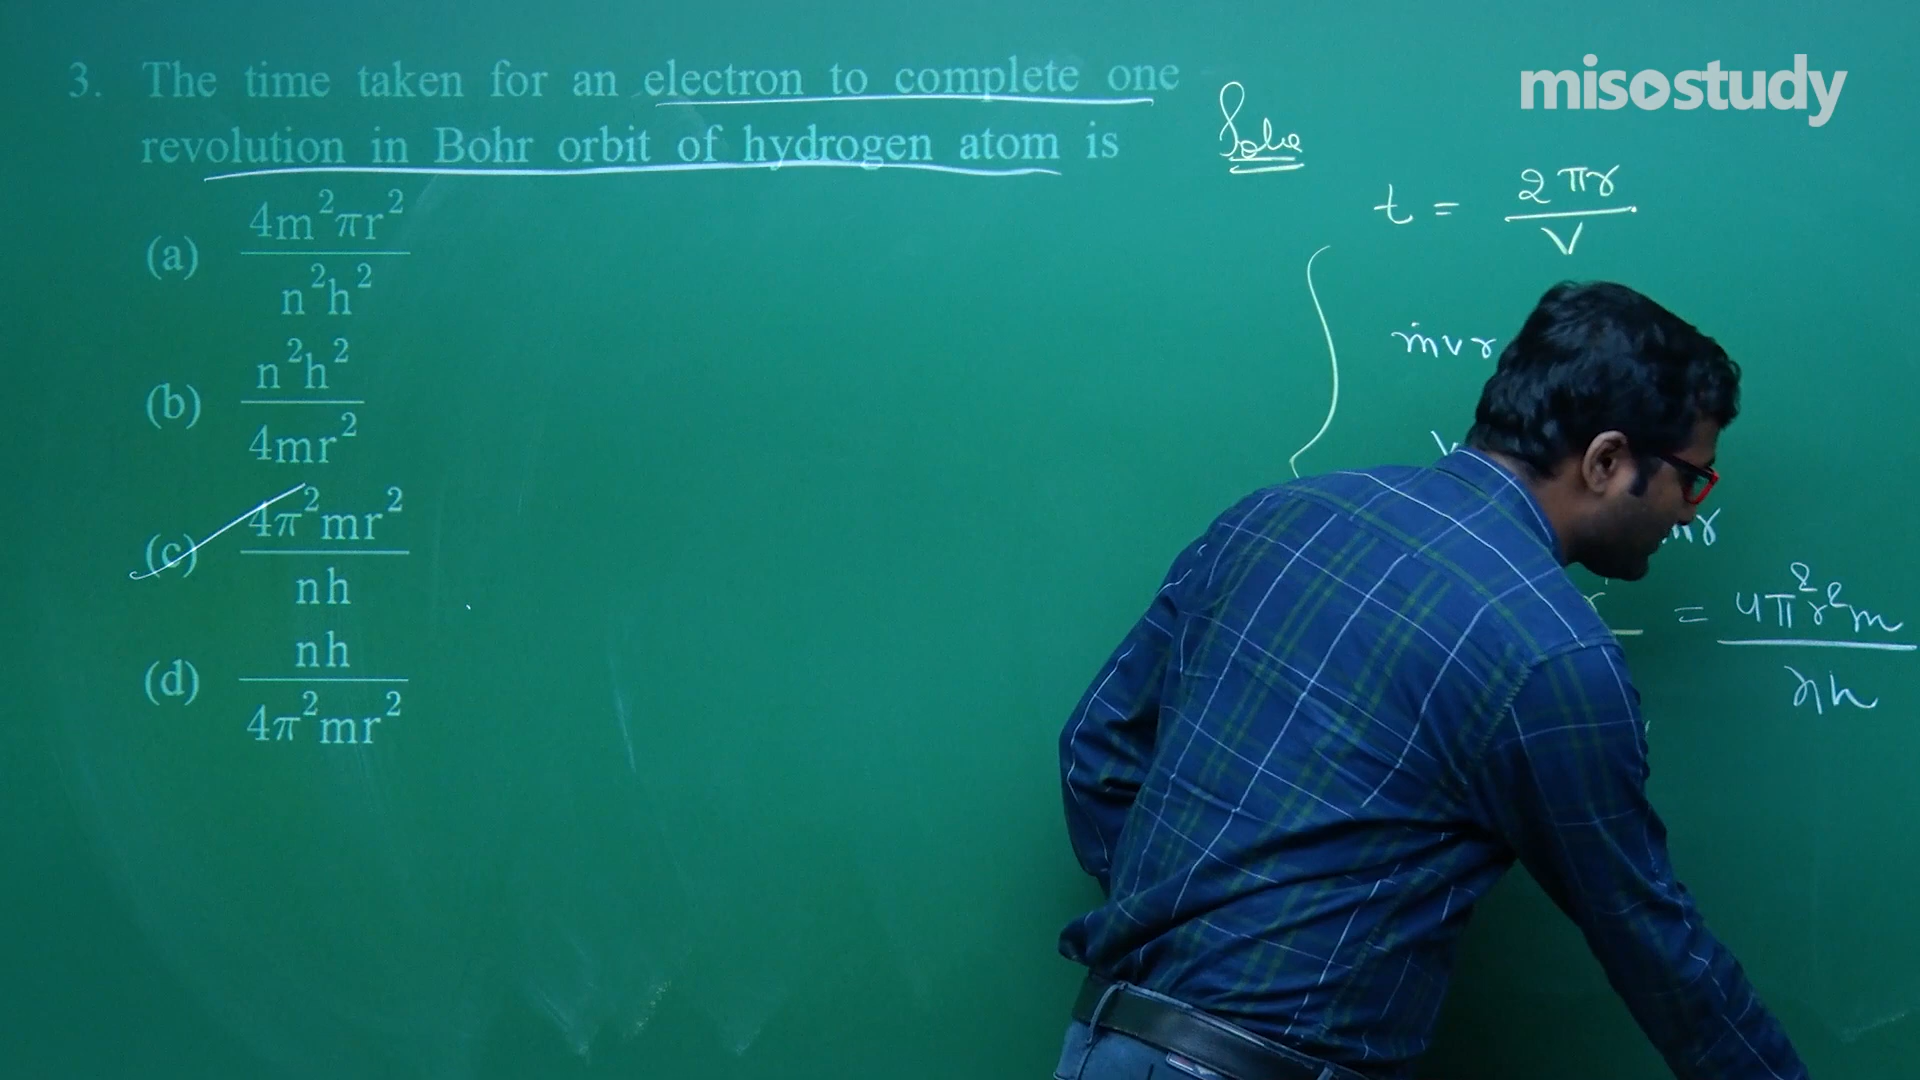 misostudy
3. The time taken for an electron to complete one
revolution in Bohr orbit of hydrogen atom is
(a) 4m²πr² / n²h²
(b) n²h² / 4mr²
(c) 4π²mr² / nh
(d) nh / 4π²mr²
t = 2πr / V
mvr
mr
= 4π²r²m / nh